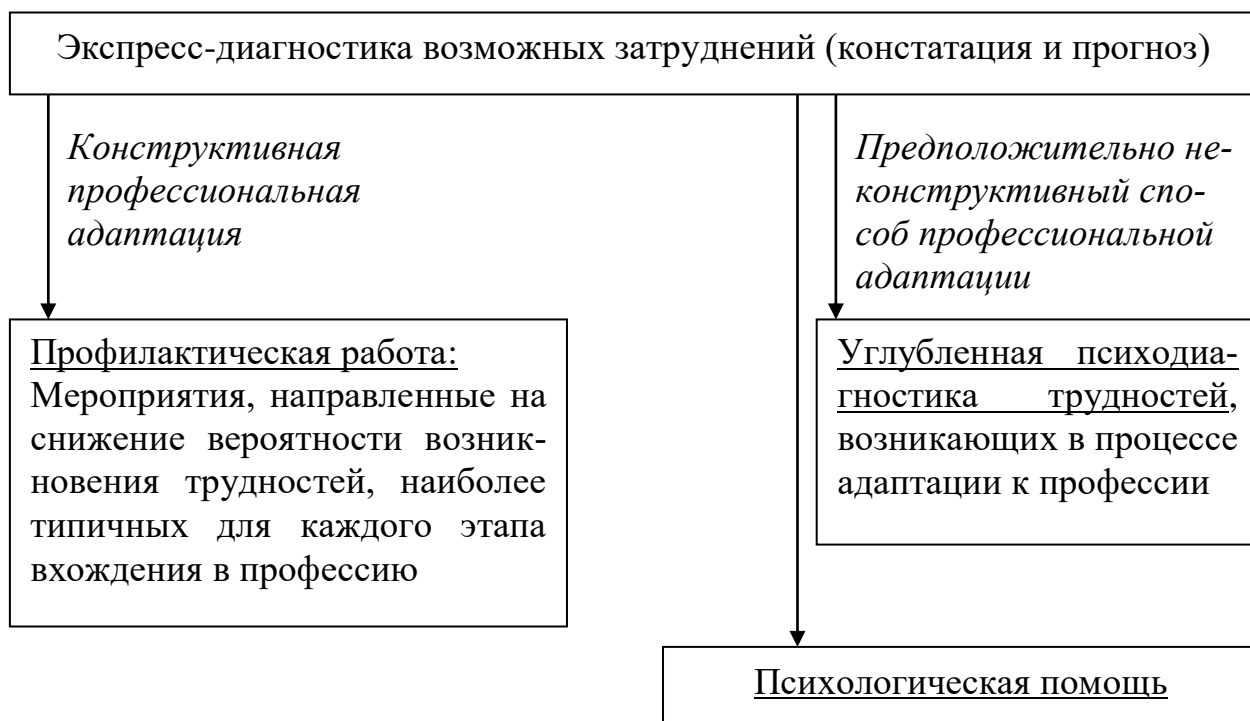 Экспресс-диагностика возможных затруднений (констатация и прогноз)
Конструктивная
профессиональная
адаптация
Предположительно не-
конструктивный спо-
соб профессиональной
адаптации
Профилактическая работа:
Мероприятия, направленные на
снижение вероятности возник-
новения трудностей, наиболее
типичных для каждого этапа
вхождения в профессию
Углубленная психодиа-
гностика трудностей,
возникающих в процессе
адаптации к профессии
Психологическая помощь